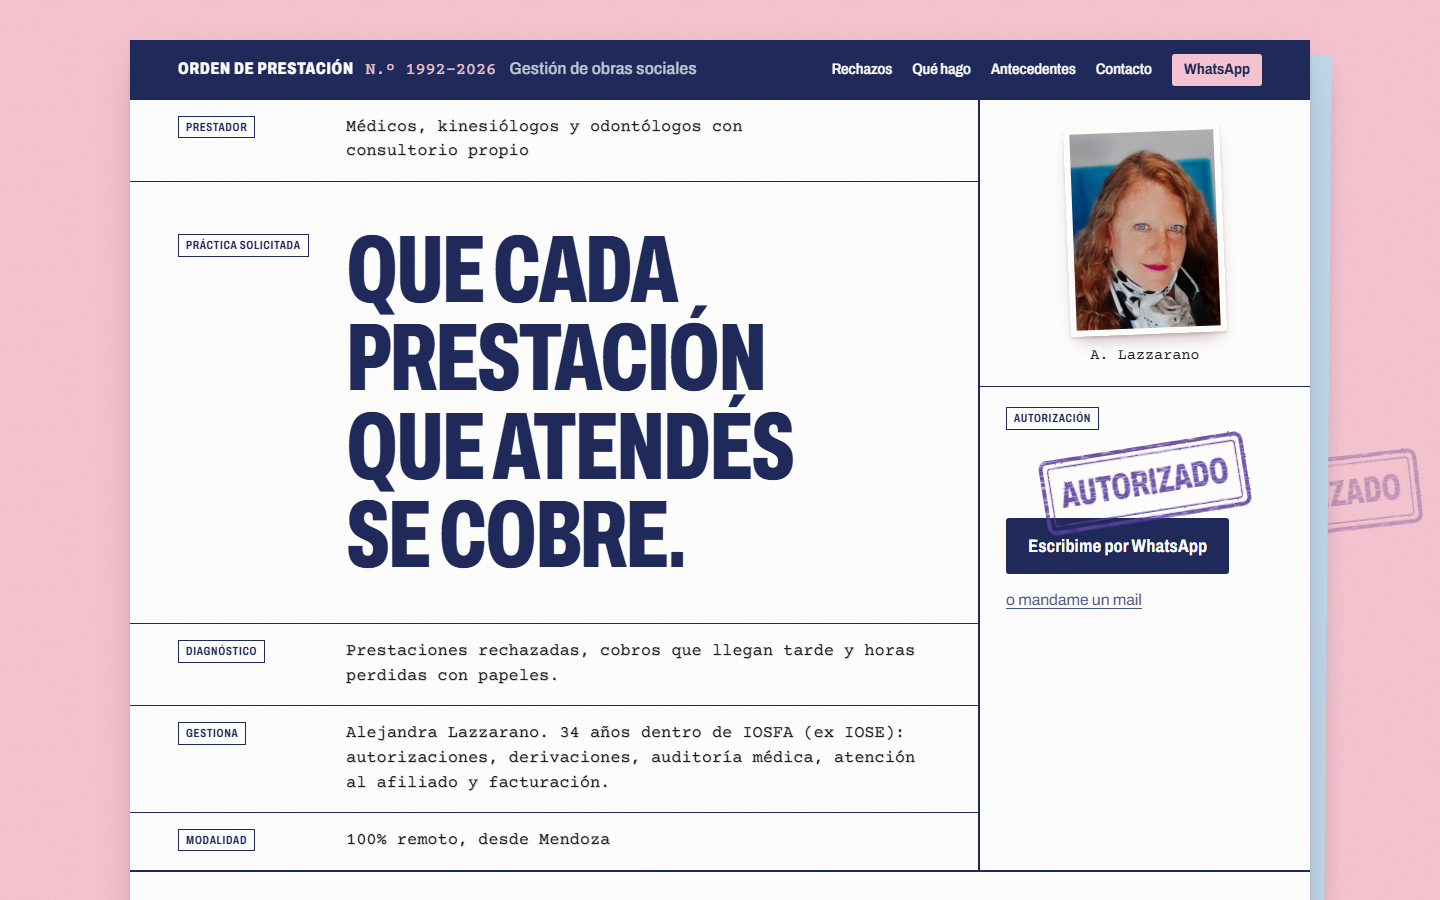 ORDEN DE PRESTACIÓN N.º 1992–2026 Gestión de obras sociales
Rechazos Qué hago Antecedentes Contacto WhatsApp
PRESTADOR
Médicos, kinesiólogos y odontólogos con
consultorio propio
PRÁCTICA SOLICITADA
QUE CADA
PRESTACIÓN
QUE ATENDÉS
SE COBRE.
DIAGNÓSTICO
Prestaciones rechazadas, cobros que llegan tarde y horas
perdidas con papeles.
GESTIONA
Alejandra Lazzarano. 34 años dentro de IOSFA (ex IOSE):
autorizaciones, derivaciones, auditoría médica, atención
al afiliado y facturación.
MODALIDAD
100% remoto, desde Mendoza
A. Lazzarano
AUTORIZACIÓN
AUTORIZADO
Escribime por WhatsApp
o mandame un mail
ZADO